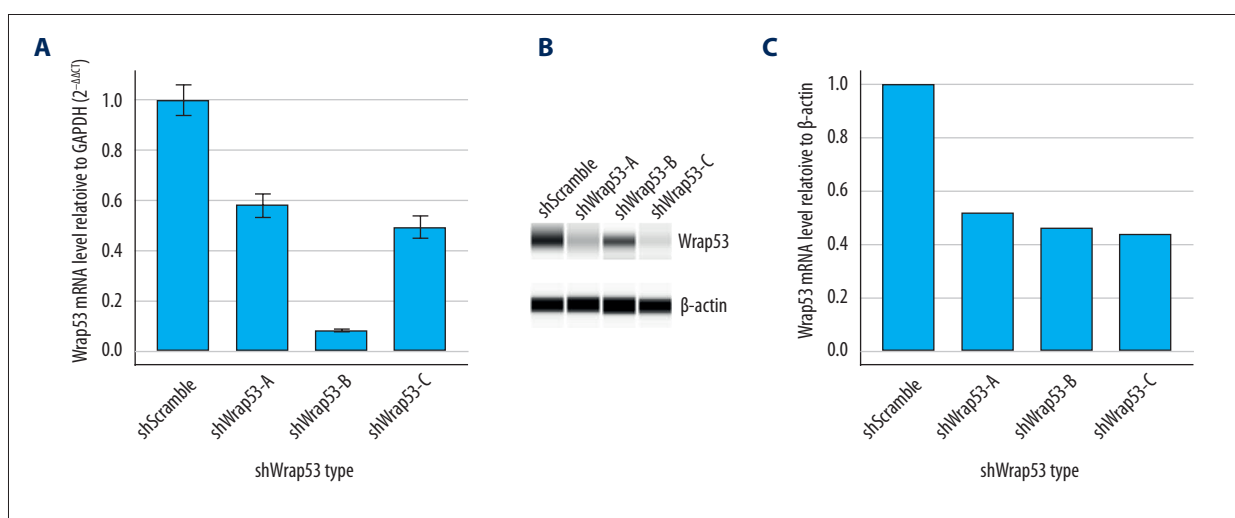 A
Wrap53 mRNA level relatoive to GAPDH (2–ΔΔCT)
1.0
0.8
0.6
0.4
0.2
0.0
shScramble
shWrap53-A
shWrap53-B
shWrap53-C
shWrap53 type
B
shScramble
shWrap53-A
shWrap53-B
shWrap53-C
Wrap53
β-actin
C
Wrap53 mRNA level relatoive to β-actin
1.0
0.8
0.6
0.4
0.2
0.0
shScramble
shWrap53-A
shWrap53-B
shWrap53-C
shWrap53 type